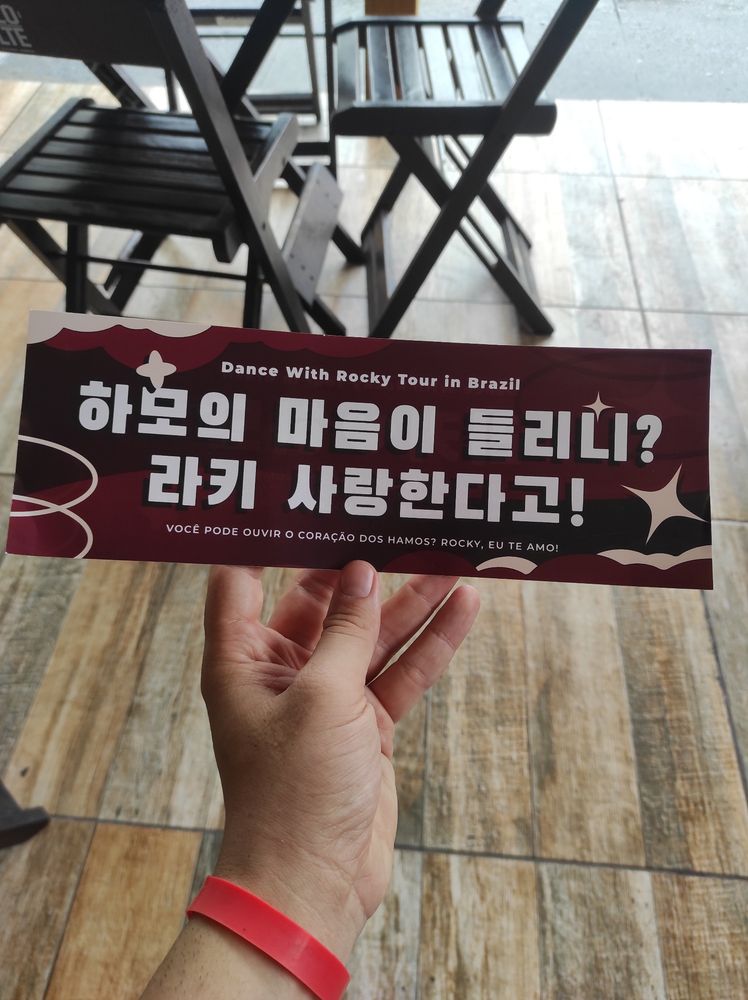 Dance With Rocky Tour in Brazil
하모의 마음이 들리니?
라키 사랑한다고!
VOCÊ PODE OUVIR O CORAÇÃO DOS HAMOS? ROCKY, EU TE AMO!